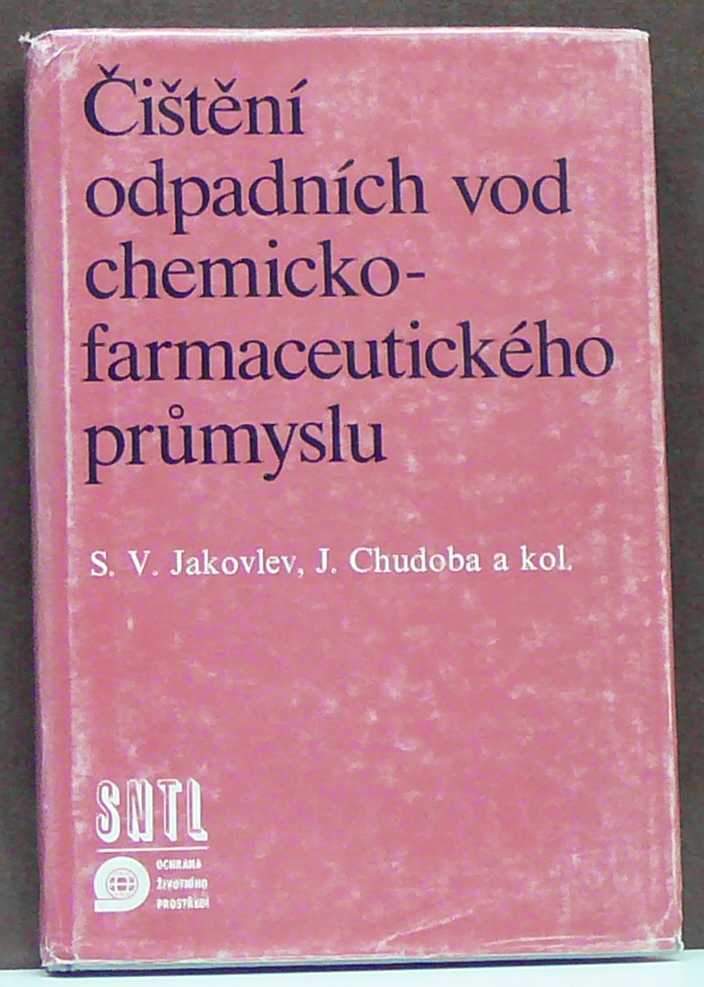 Čištění
odpadních vod
chemicko-
farmaceutického
průmyslu
S. V. Jakovlev, J. Chudoba a kol.
SNTL
OCHRANA
ŽIVOTNÍHO
PROSTŘEDÍ